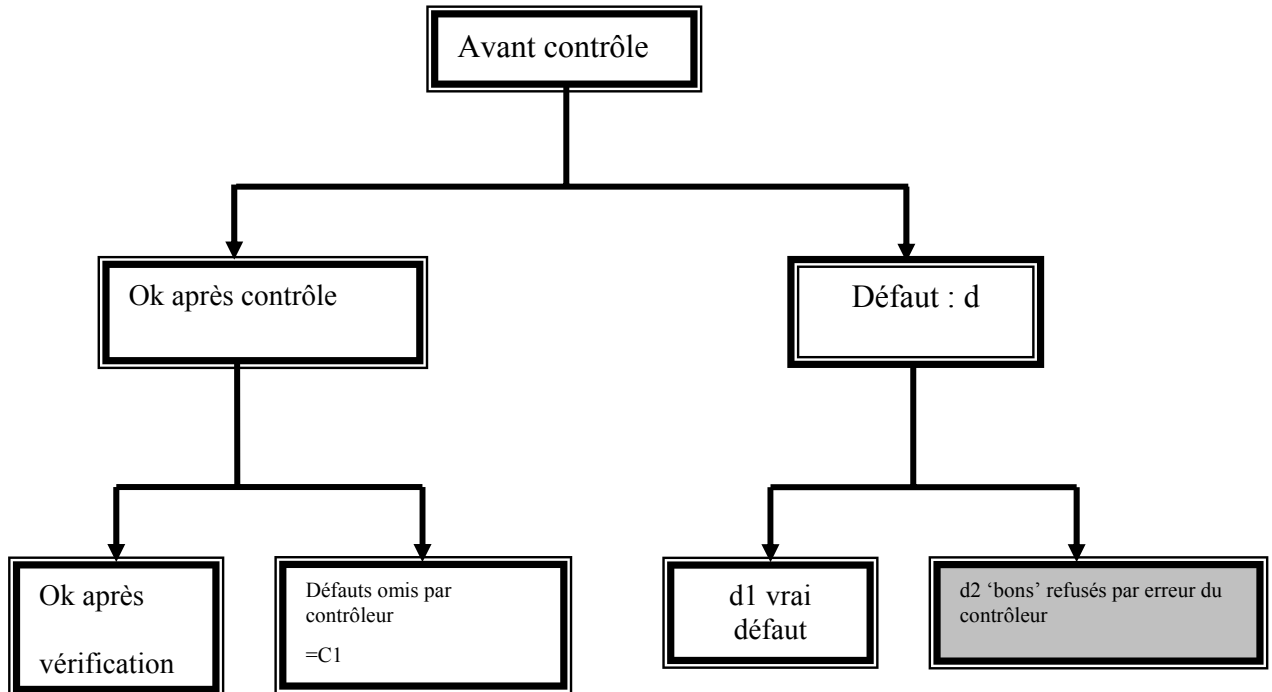 Avant contrôle
Ok après contrôle
Défaut : d
Ok après
vérification
Défauts omis par
contrôleur
=C1
d1 vrai
défaut
d2 ‘bons’ refusés par erreur du
contrôleur